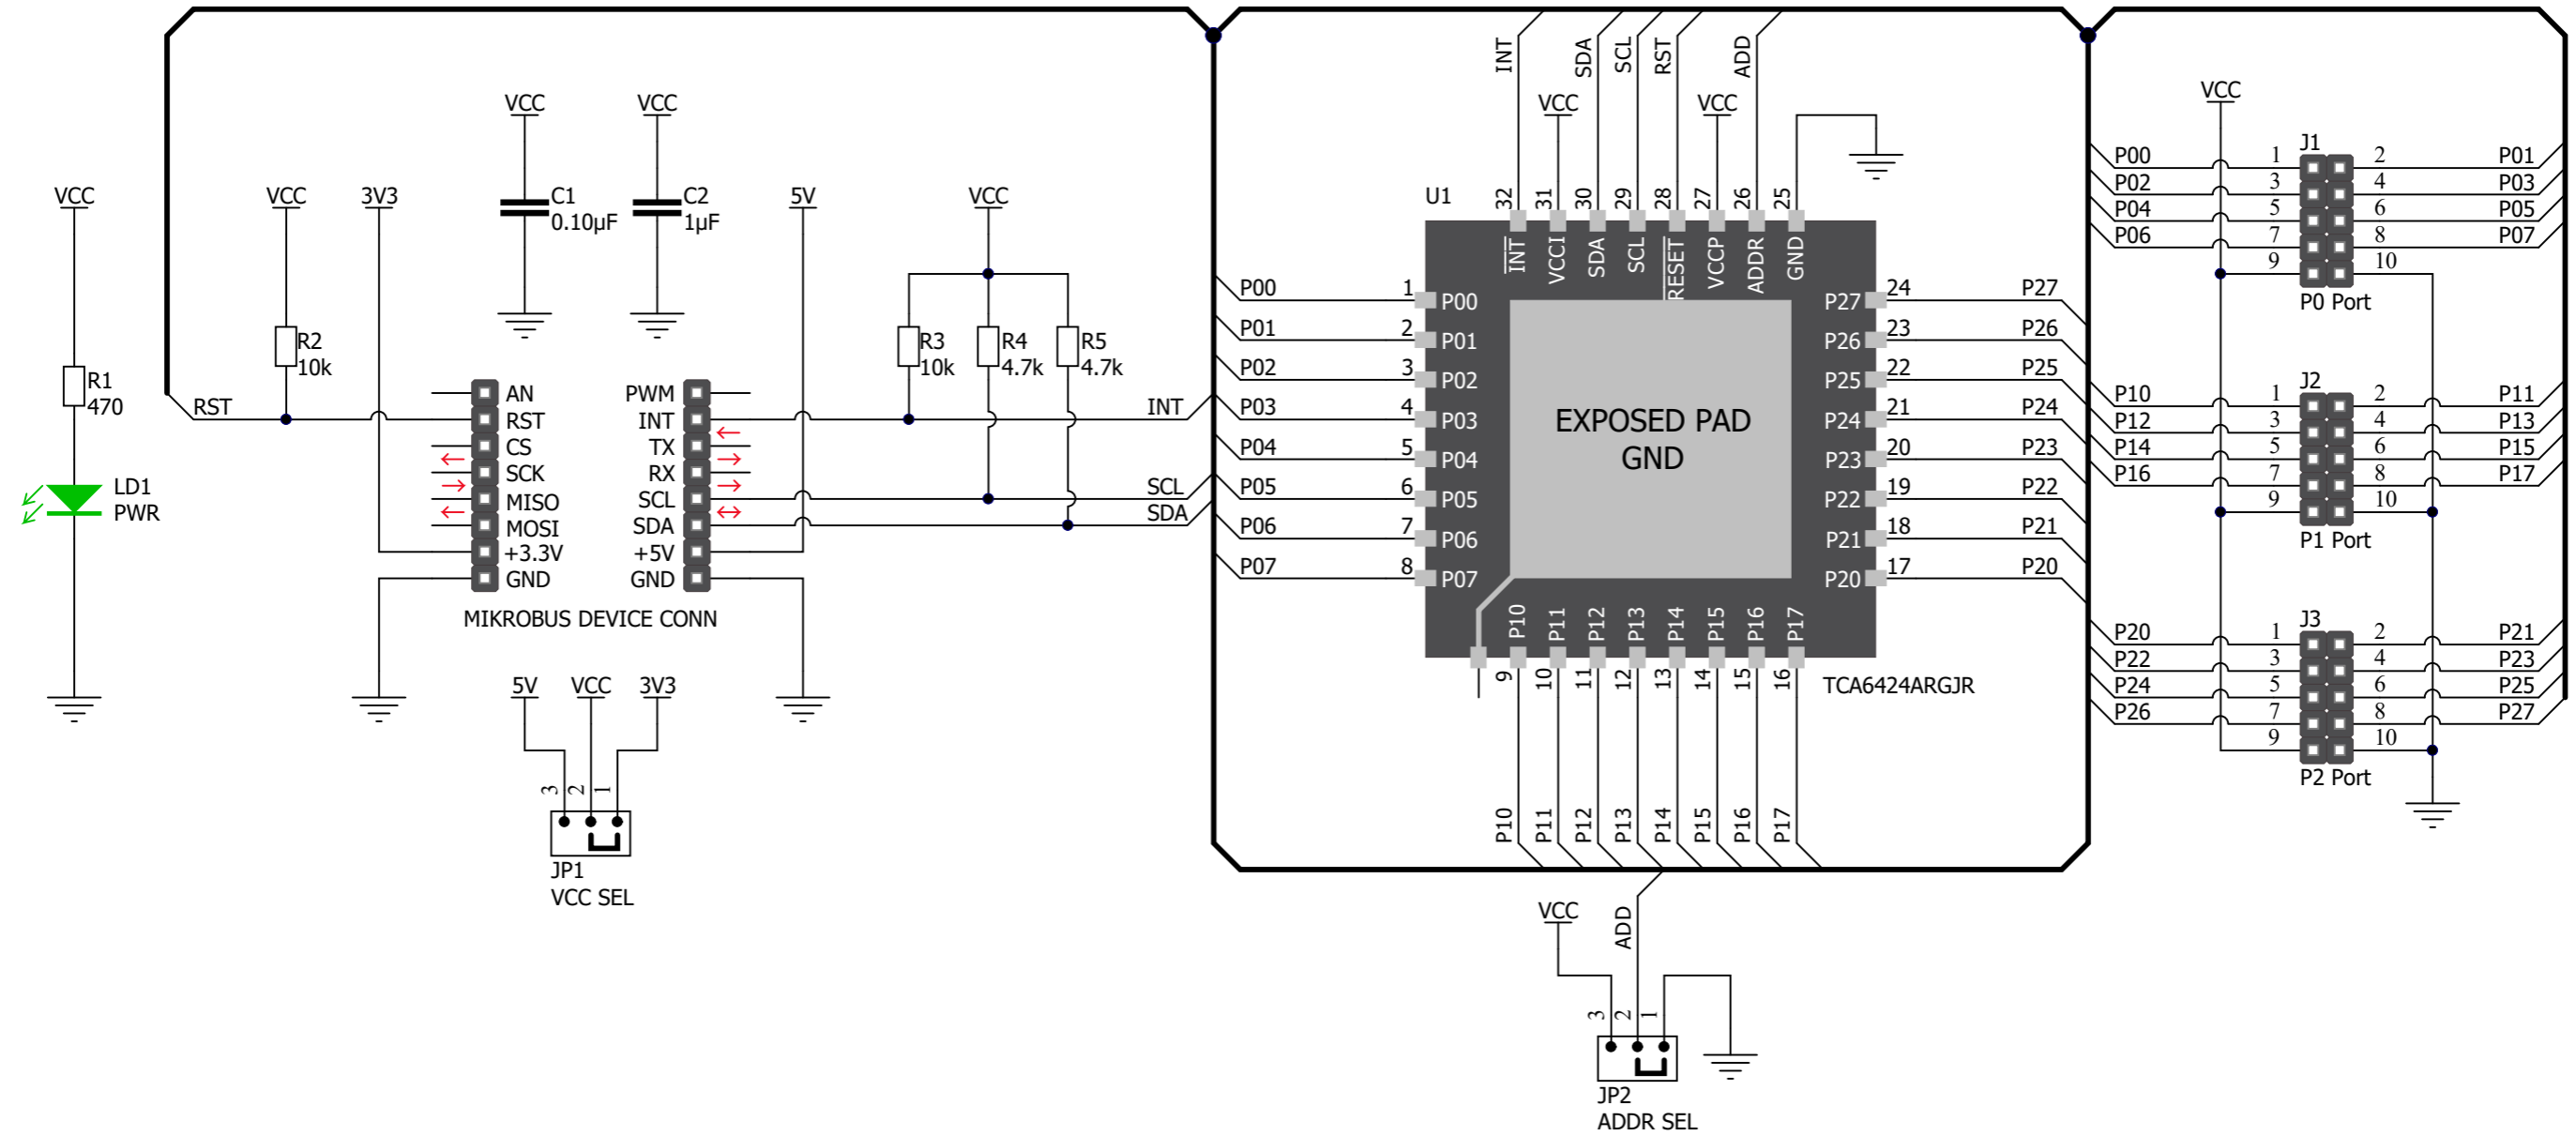 VCC
R1
470
LD1
PWR
RST
VCC
R2
10k
3V3
VCC
C1
0.10µF
VCC
C2
1µF
5V
AN
RST
CS
SCK
MISO
MOSI
+3.3V
GND
PWM
INT
TX
RX
SCL
SDA
+5V
GND
MIKROBUS DEVICE CONN
5V
VCC
3V3
3
2
1
JP1
VCC SEL
VCC
R3
10k
R4
4.7k
R5
4.7k
INT
SCL
SDA
INT
SDA
SCL
RST
ADD
VCC
VCC
U1
32
31
30
29
28
27
26
25
INT
VCCI
SDA
SCL
RESET
VCCP
ADDR
GND
P00 1 P00
P01 2 P01
P02 3 P02
P03 4 P03
P04 5 P04
P05 6 P05
P06 7 P06
P07 8 P07
EXPOSED PAD
GND
P27 24 P27
P26 23 P26
P25 22 P25
P24 21 P24
P23 20 P23
P22 19 P22
P21 18 P21
P20 17 P20
P10
P11
P12
P13
P14
P15
P16
P17
9
10
11
12
13
14
15
16
TCA6424ARGJR
P10
P11
P12
P13
P14
P15
P16
P17
VCC
ADD
3
2
1
JP2
ADDR SEL
VCC
J1
P00 1 2 P01
P02 3 4 P03
P04 5 6 P05
P06 7 8 P07
9 10
P0 Port
J2
P10 1 2 P11
P12 3 4 P13
P14 5 6 P15
P16 7 8 P17
9 10
P1 Port
J3
P20 1 2 P21
P22 3 4 P23
P24 5 6 P25
P26 7 8 P27
9 10
P2 Port